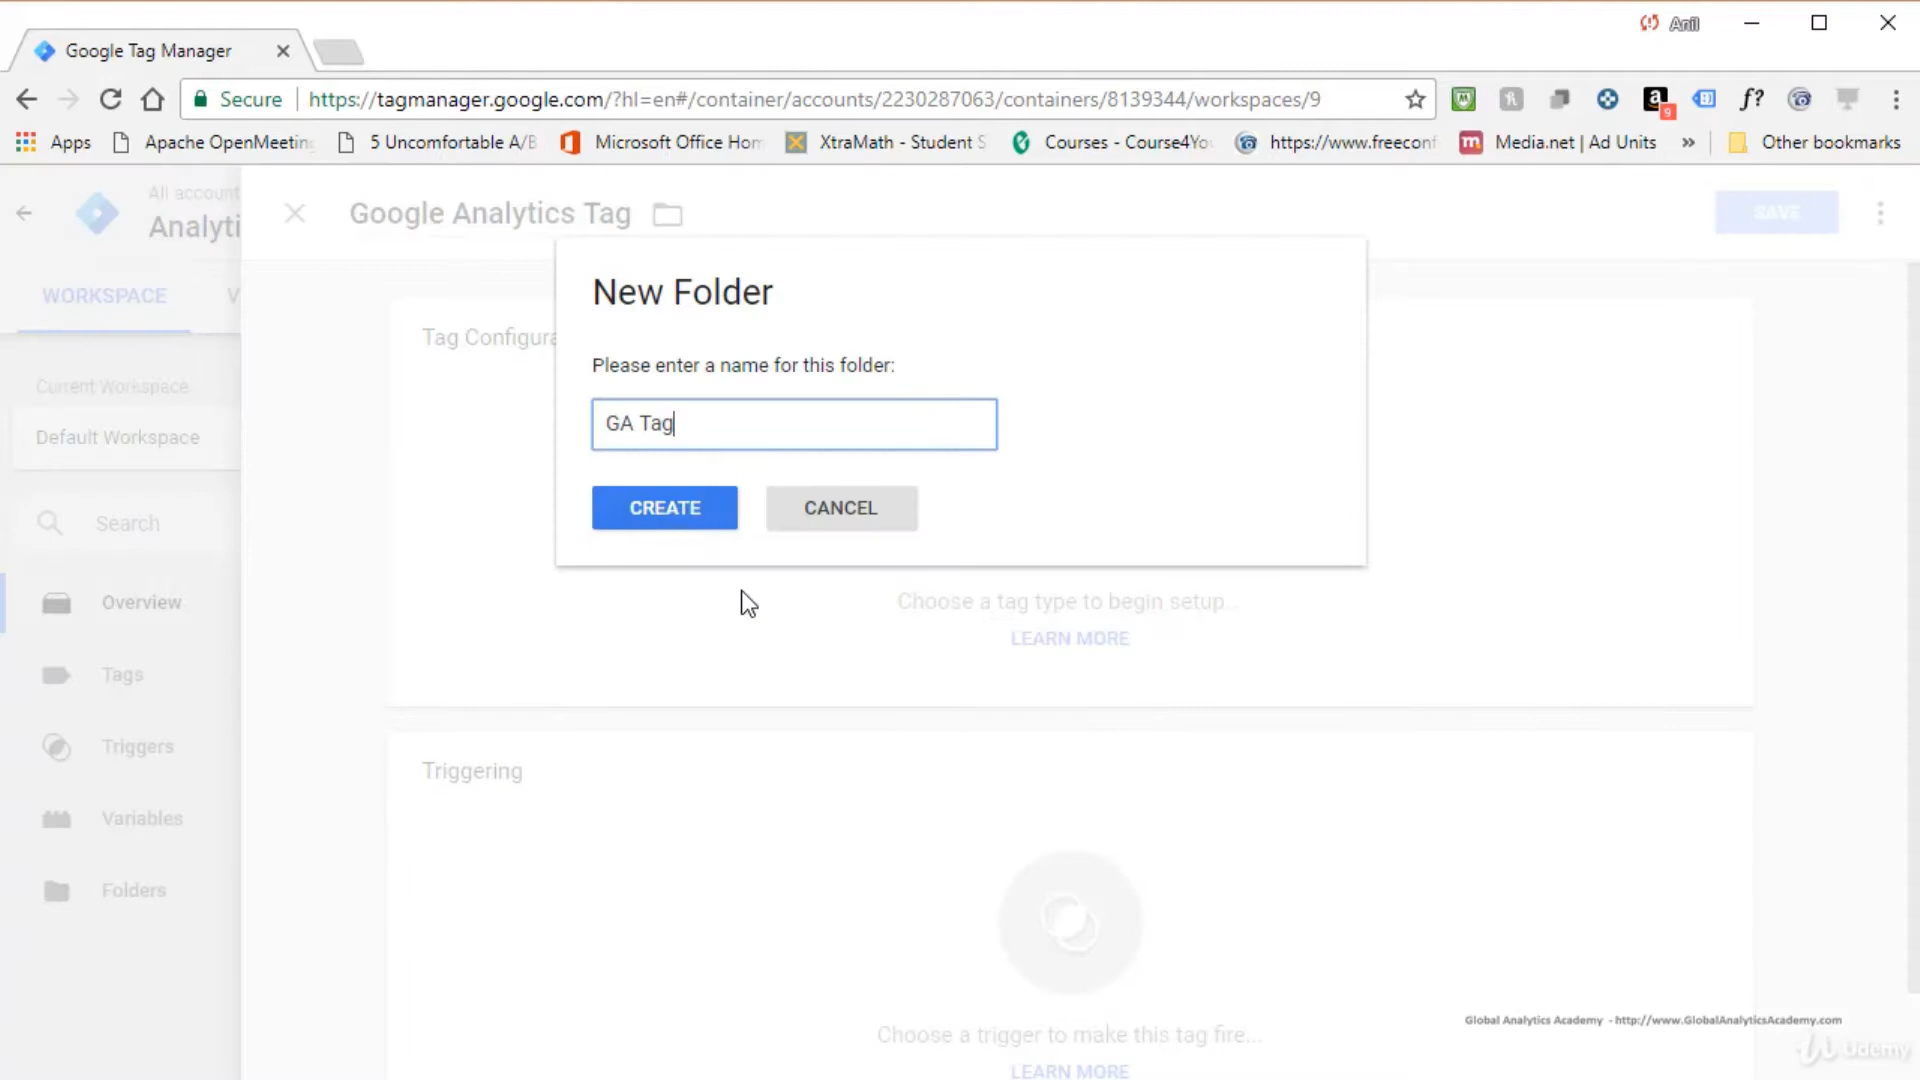 Anil
Google Tag Manager
Secure https://tagmanager.google.com/?hl=en#/container/accounts/2230287063/containers/8139344/workspaces/9
a 9 f?
Apps Apache OpenMeeting 5 Uncomfortable A/B Microsoft Office Hom XtraMath - Student S Courses - Course4Yo https://www.freeconf m Media.net | Ad Units » Other bookmarks
All account
Analyti
Google Analytics Tag
SAVE
WORKSPACE V
New Folder
Tag Configura
Please enter a name for this folder:
Current Workspace
GA Tag
Default Workspace
CREATE CANCEL
Search
Overview
Choose a tag type to begin setup...
LEARN MORE
Tags
Triggers
Triggering
Variables
Folders
Global Analytics Academy - http://www.GlobalAnalyticsAcademy.com
Choose a trigger to make this tag fire...
Udemy
LEARN MORE